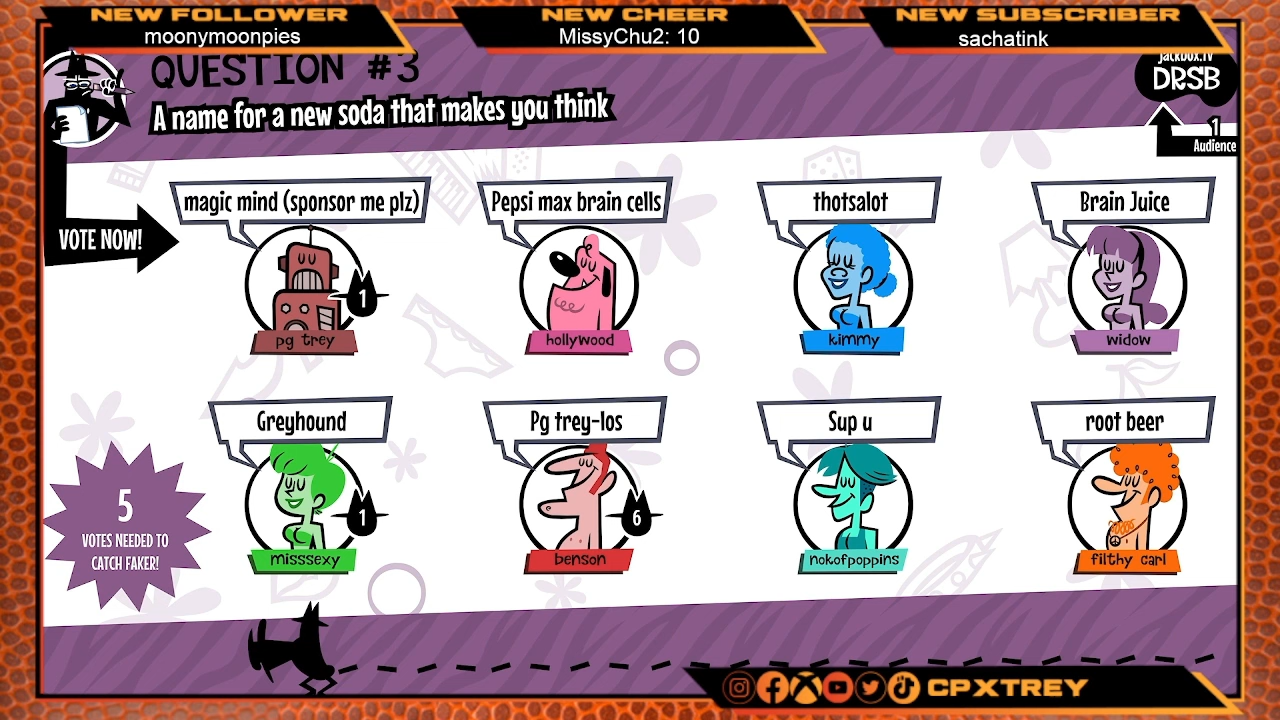 NEW FOLLOWER
moonymoonpies
NEW CHEER
MissyChu2: 10
NEW SUBSCRIBER
sachatink
QUESTION #3
A name for a new soda that makes you think
jackbox.tv
DRSB
1
Audience
VOTE NOW!
magic mind (sponsor me plz)
pg trey
1
Pepsi max brain cells
hollywood
thotsalot
kimmy
Brain Juice
widow
Greyhound
misssexy
1
Pg trey-los
benson
6
Sup u
nokofpoppins
root beer
filthy carl
5
VOTES NEEDED TO
CATCH FAKER!
CPXTREY